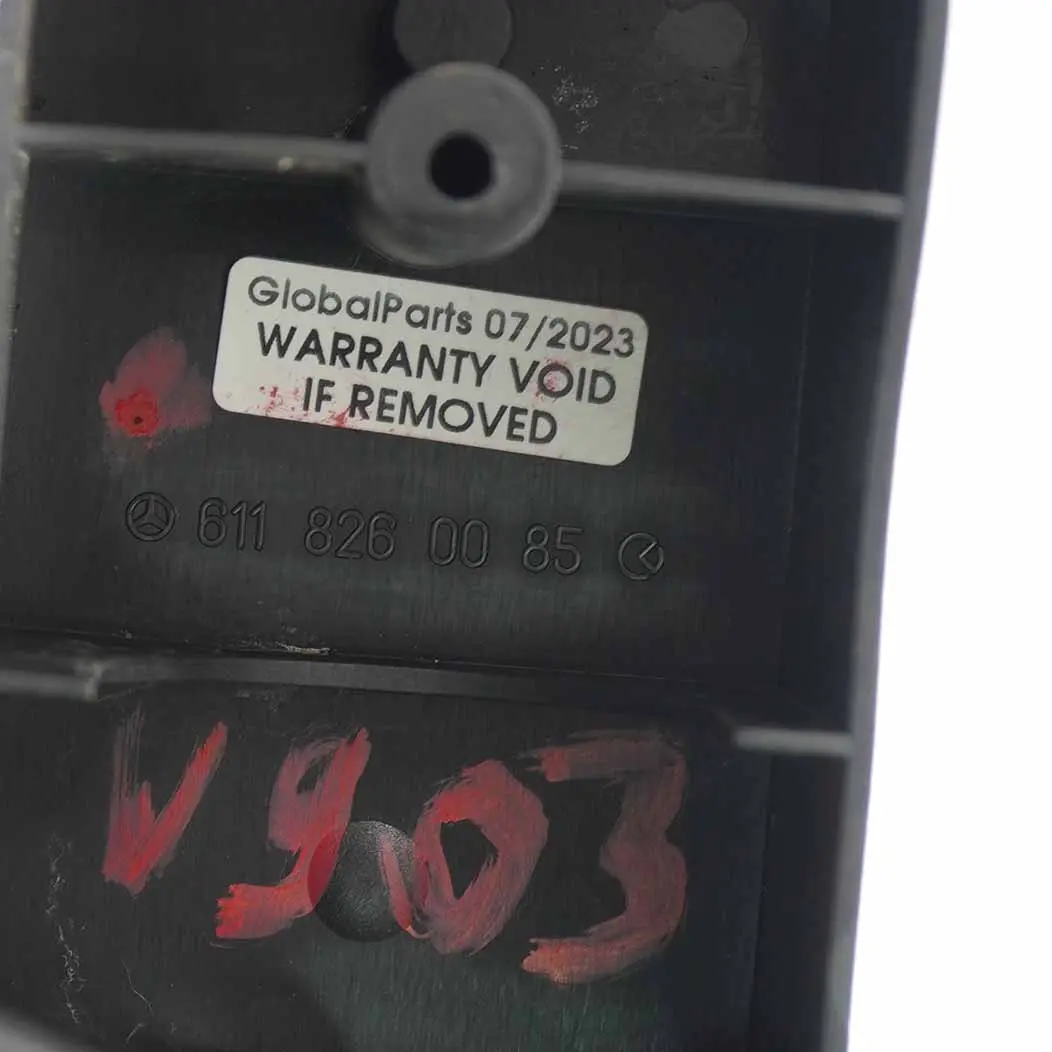 GlobalParts 07/2023
WARRANTY VOID
IF REMOVED
611 826 00 85
V903